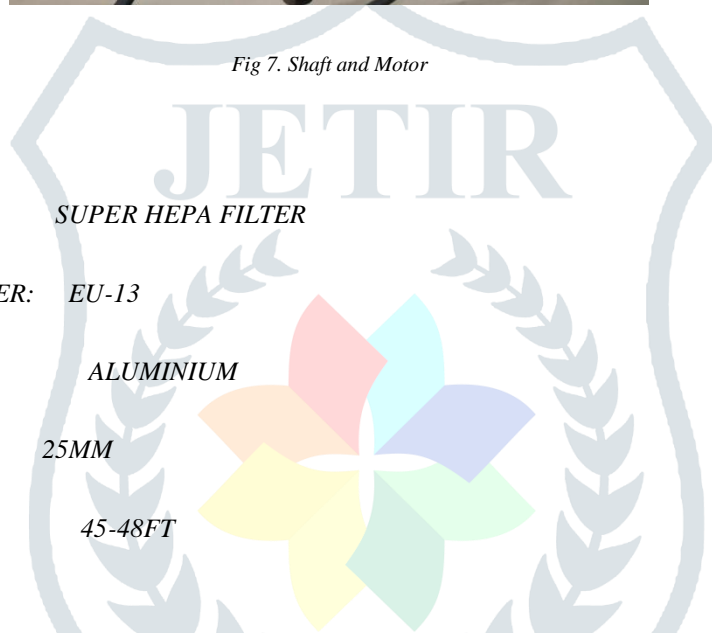 Fig 7. Shaft and Motor
JETIR
SUPER HEPA FILTER
ER: EU-13
ALUMINIUM
25MM
45-48FT